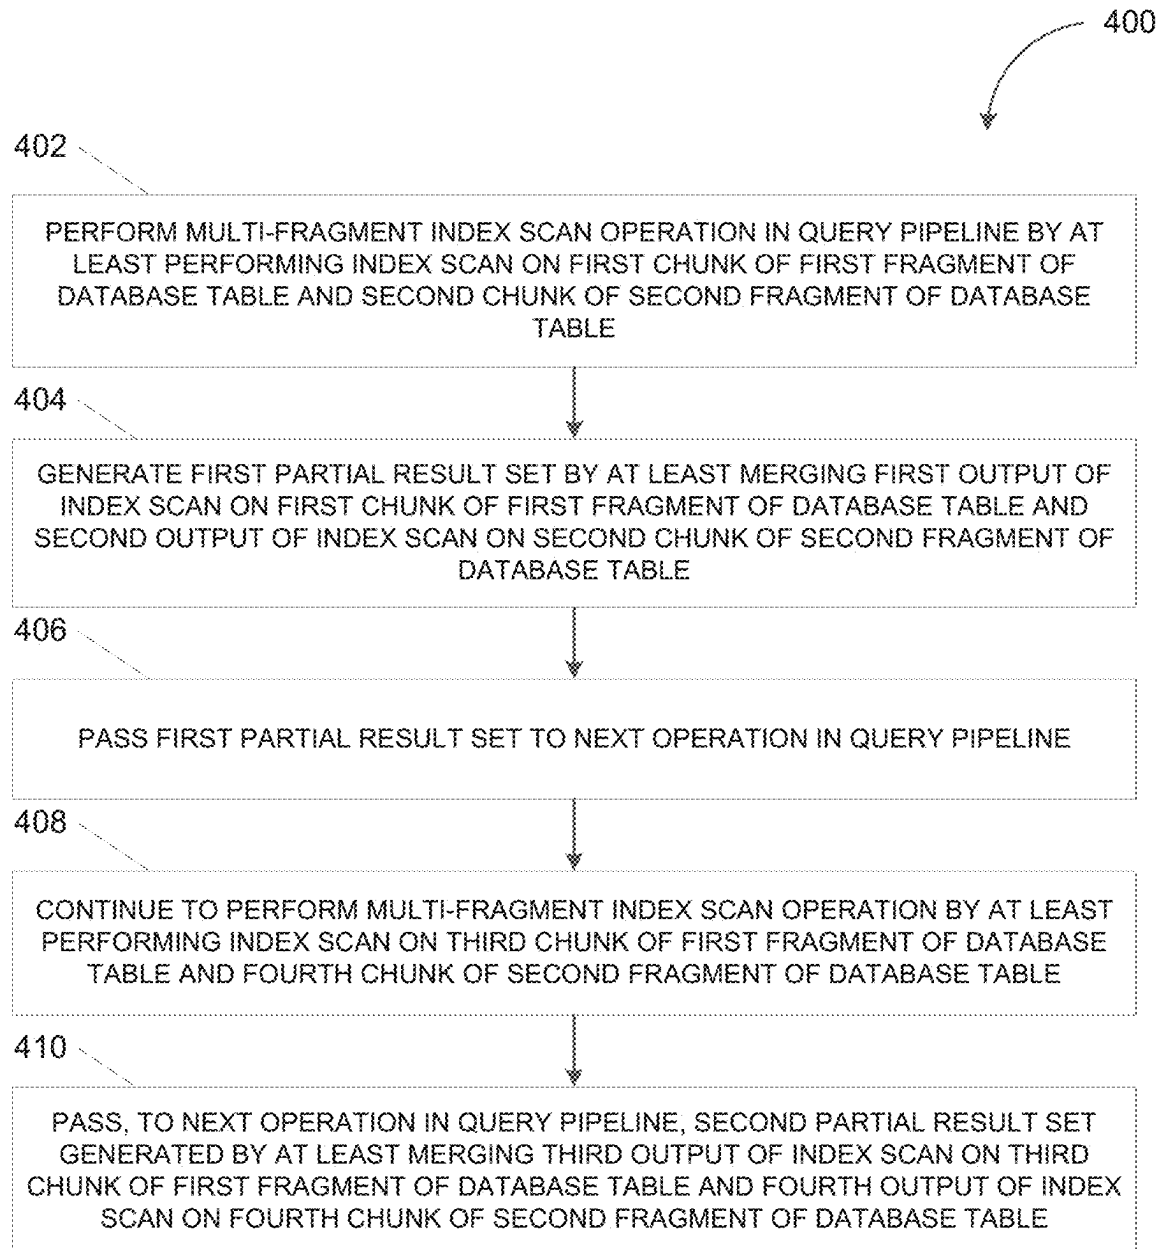 400
402
PERFORM MULTI-FRAGMENT INDEX SCAN OPERATION IN QUERY PIPELINE BY AT
LEAST PERFORMING INDEX SCAN ON FIRST CHUNK OF FIRST FRAGMENT OF
DATABASE TABLE AND SECOND CHUNK OF SECOND FRAGMENT OF DATABASE
TABLE
404
GENERATE FIRST PARTIAL RESULT SET BY AT LEAST MERGING FIRST OUTPUT OF
INDEX SCAN ON FIRST CHUNK OF FIRST FRAGMENT OF DATABASE TABLE AND
SECOND OUTPUT OF INDEX SCAN ON SECOND CHUNK OF SECOND FRAGMENT OF
DATABASE TABLE
406
PASS FIRST PARTIAL RESULT SET TO NEXT OPERATION IN QUERY PIPELINE
408
CONTINUE TO PERFORM MULTI-FRAGMENT INDEX SCAN OPERATION BY AT LEAST
PERFORMING INDEX SCAN ON THIRD CHUNK OF FIRST FRAGMENT OF DATABASE
TABLE AND FOURTH CHUNK OF SECOND FRAGMENT OF DATABASE TABLE
410
PASS, TO NEXT OPERATION IN QUERY PIPELINE, SECOND PARTIAL RESULT SET
GENERATED BY AT LEAST MERGING THIRD OUTPUT OF INDEX SCAN ON THIRD
CHUNK OF FIRST FRAGMENT OF DATABASE TABLE AND FOURTH OUTPUT OF INDEX
SCAN ON FOURTH CHUNK OF SECOND FRAGMENT OF DATABASE TABLE